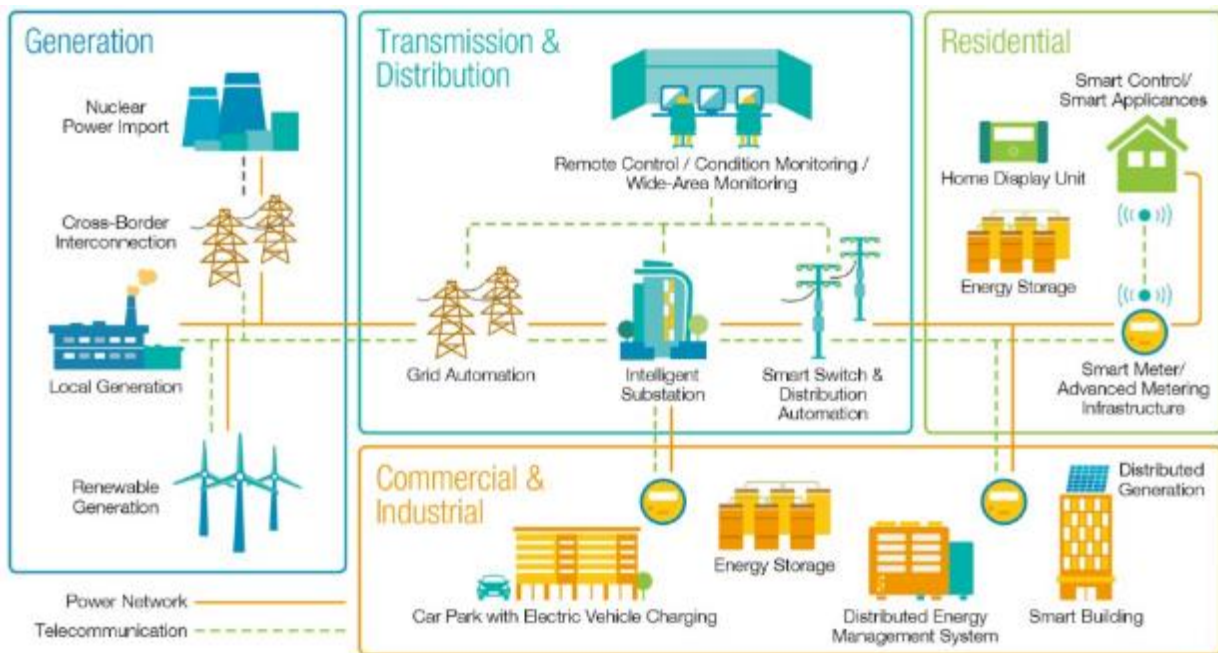 Generation
Nuclear
Power Import
Cross-Border
Interconnection
Local Generation
Renewable
Generation
Power Network
Telecommunication
Transmission &
Distribution
Remote Control / Condition Monitoring /
Wide-Area Monitoring
Grid Automation
Intelligent
Substation
Smart Switch &
Distribution
Automation
Residential
Smart Control/
Smart Applicances
Home Display Unit
Energy Storage
Smart Meter/
Advanced Metering
Infrastructure
Commercial &
Industrial
Car Park with Electric Vehicle Charging
Energy Storage
Distributed Energy
Management System
Distributed
Generation
Smart Building